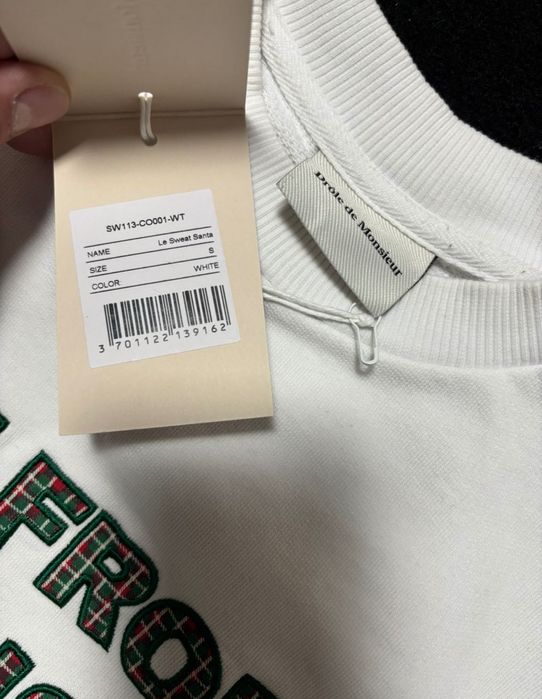 SW113-CO001-WT
NAME Le Sweat Santa
SIZE S
COLOR: WHITE
3 701122 139162
Drôle de Monsieur
FRO